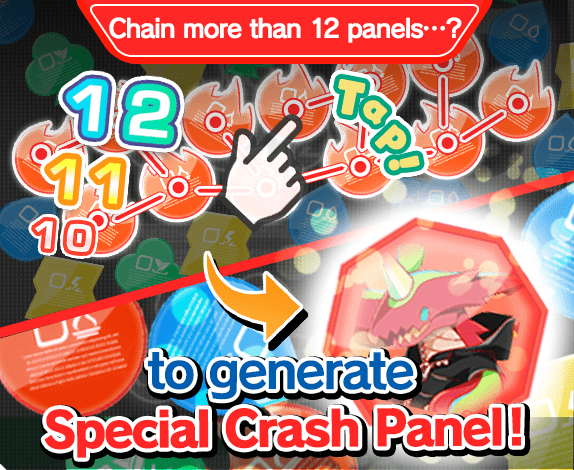 Chain more than 12 panels…?
12
Tap!
11
10
to generate
Special Crash Panel!